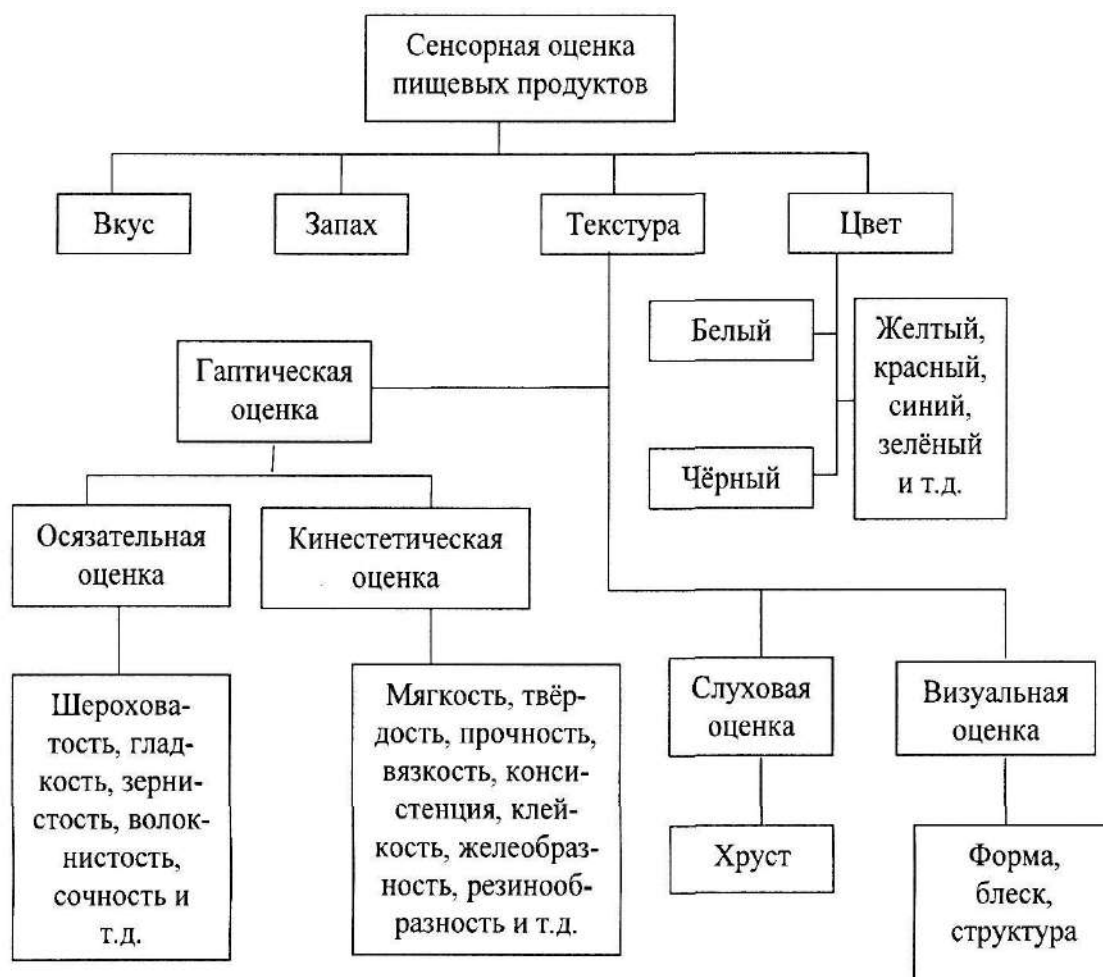 Сенсорная оценка
пищевых продуктов
Вкус
Запах
Текстура
Цвет
Белый
Желтый,
красный,
синий,
зелёный
и т.д.
Чёрный
Гаптическая
оценка
Осязательная
оценка
Кинестетическая
оценка
Шерохова-
тость, глад-
кость, зерни-
стость, волок-
нистость,
сочность и
т.д.
Мягкость, твёр-
дость, прочность,
вязкость, конси-
стенция, клей-
кость, желеобраз-
ность, резинооб-
разность и т.д.
Слуховая
оценка
Визуальная
оценка
Хруст
Форма,
блеск,
структура